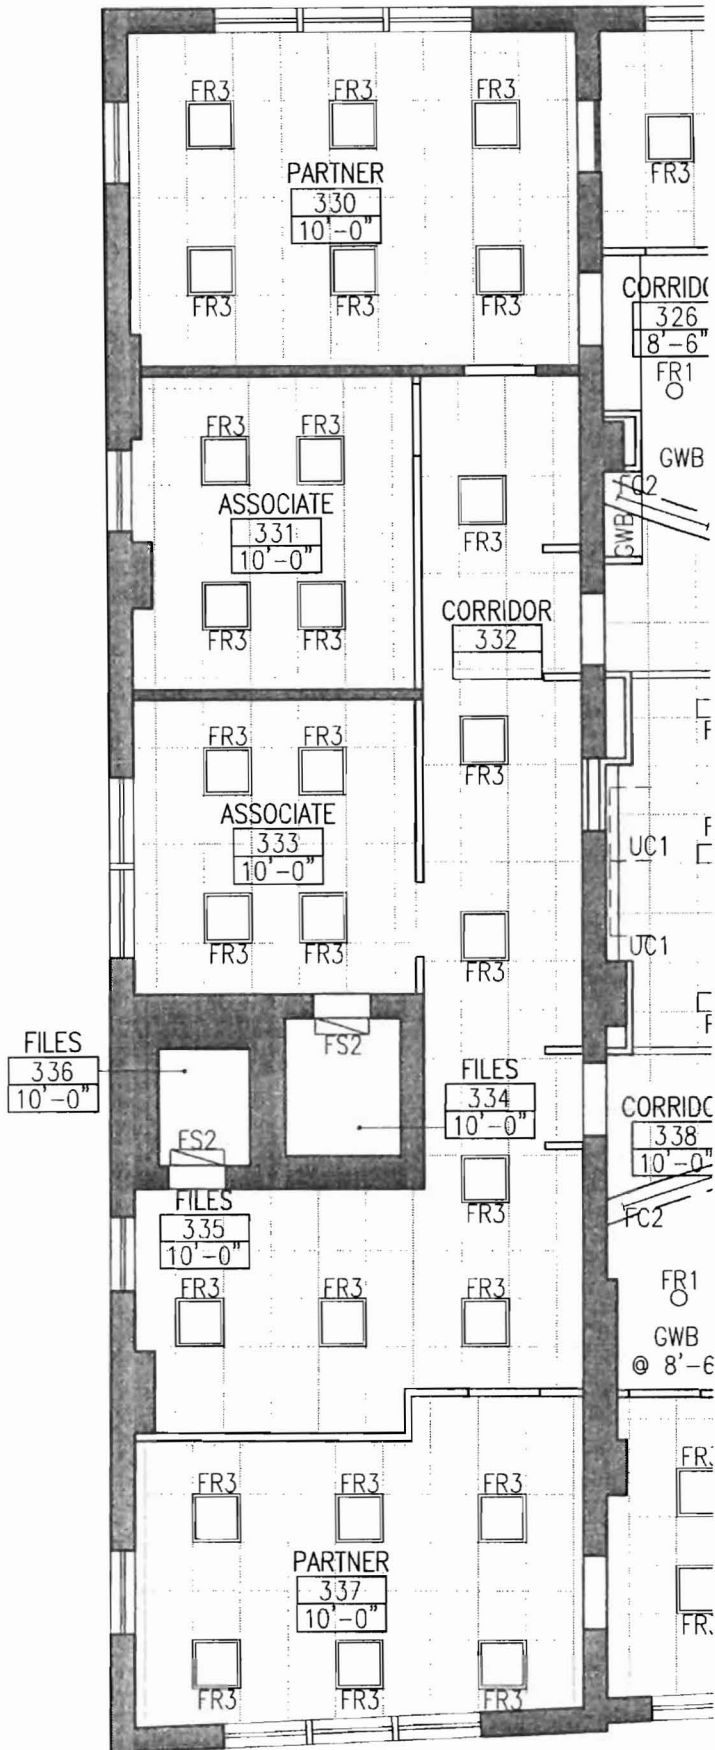 FR3 FR3 FR3
FR3
PARTNER
330
10'-0"
FR3 FR3 FR3
326
8'-6"
FR1
FR3 FR3
GWB
FC2
GWB
ASSOCIATE
331
10'-0"
FR3
FR3 FR3
CORRIDOR
332
FR3 FR3
FR3
ASSOCIATE
333
10'-0"
UC1
FR3 FR3
FR3
UC1
FS2
FILES
336
10'-0"
FILES
334
10'-0"
338
10'-0"
FS2
FR3
FC2
FILES
335
10'-0"
FR3 FR3 FR3
FR1
GWB
@ 8'-6
FR3 FR3 FR3
PARTNER
337
10'-0"
FR3 FR3 FR3